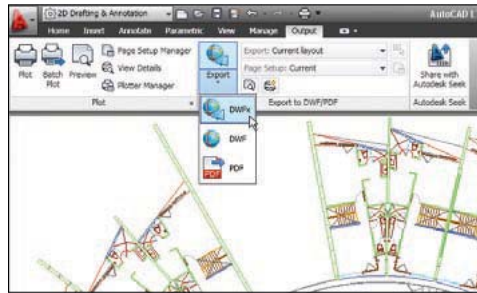 2D Drafting & Annotation
AutoCAD L
Home Insert Annotate Parametric View Manage Output
Plot
Batch Plot
Preview
Page Setup Manager
View Details
Plotter Manager
Export
Export: Current layout
Page Setup: Current
Share with Autodesk Seek
Plot
Export to DWF/PDF
Autodesk Seek
DWFx
DWF
PDF